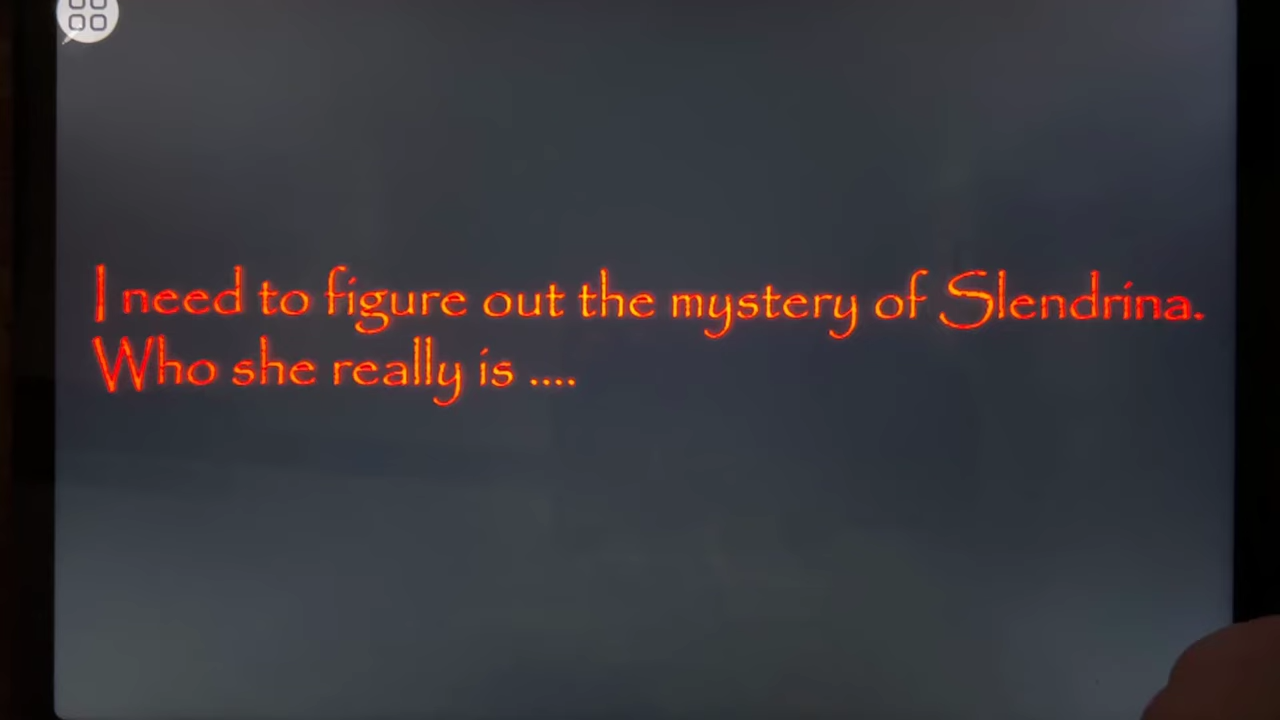 I need to figure out the mystery of Slendrina.
Who she really is ....